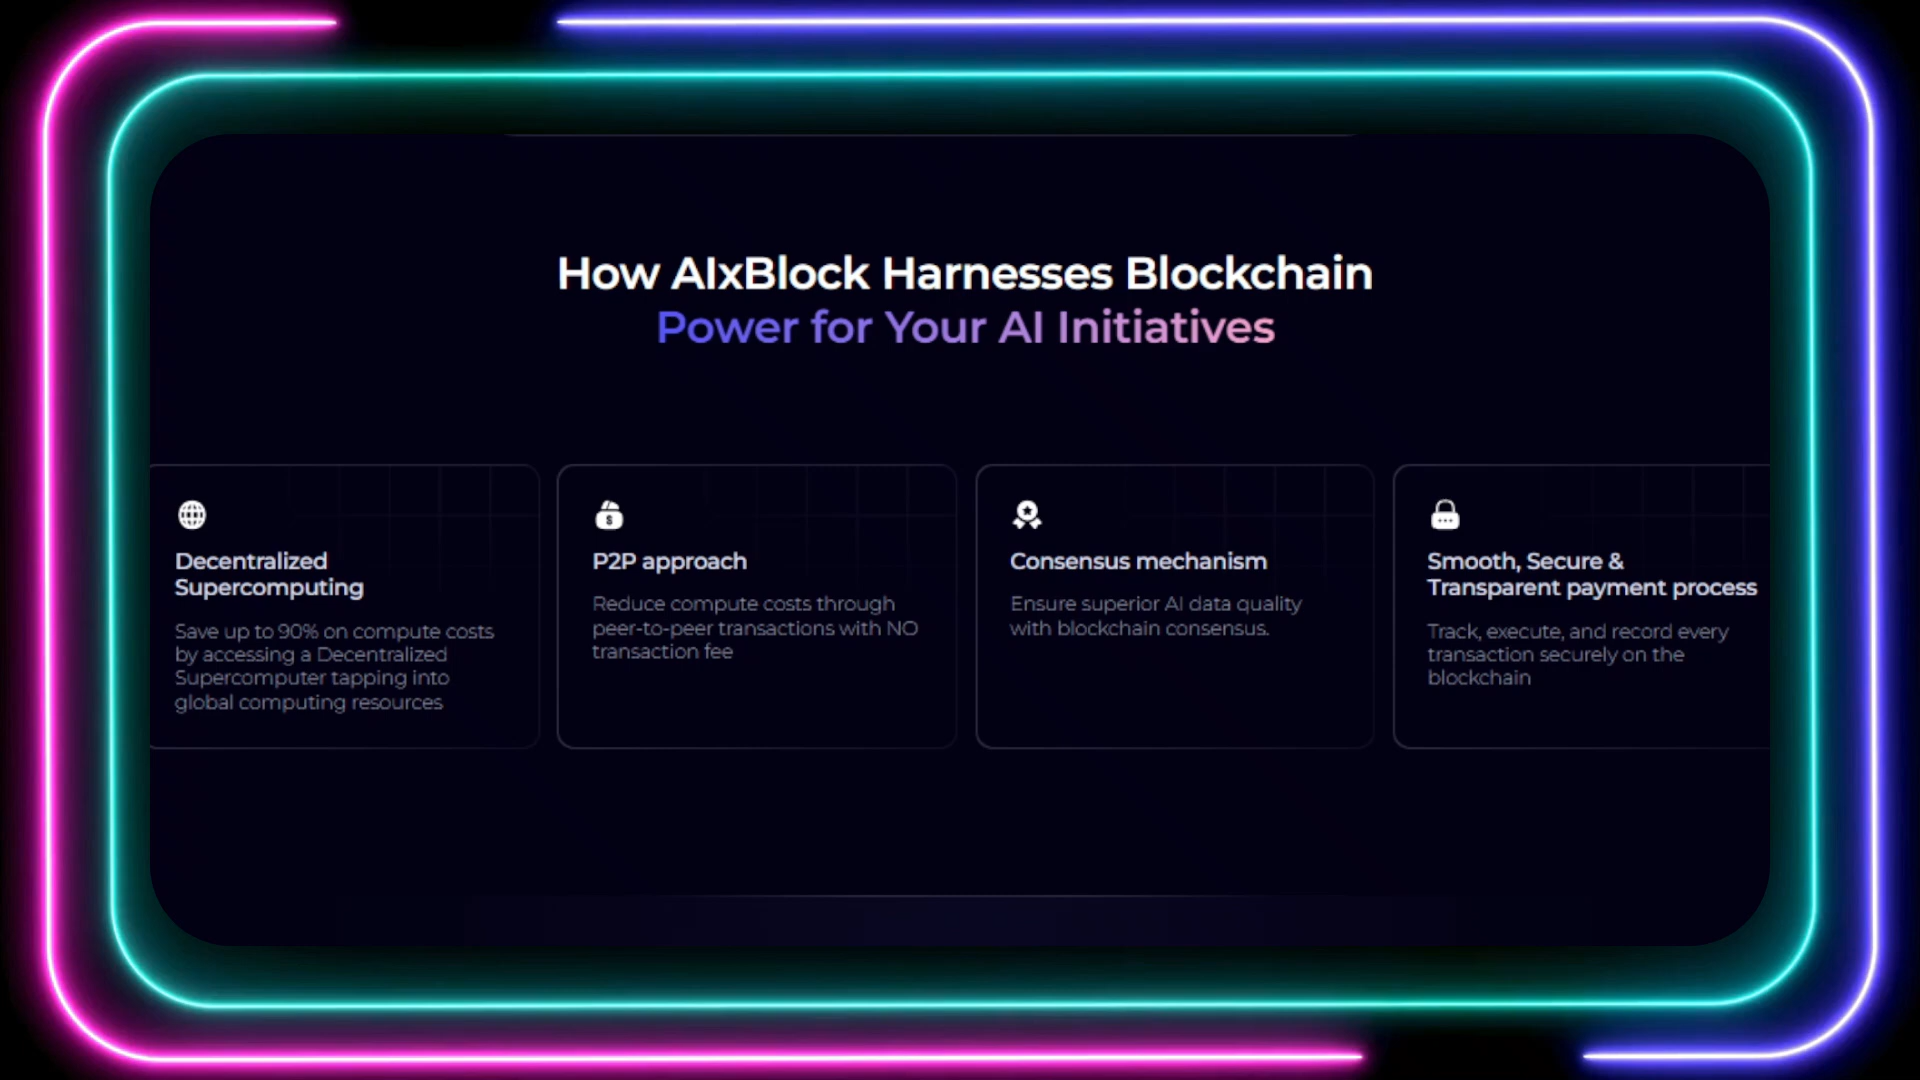 How AIxBlock Harnesses Blockchain
Power for Your AI Initiatives
Decentralized
Supercomputing
Save up to 90% on compute costs
by accessing a Decentralized
Supercomputer tapping into
global computing resources
P2P approach
Reduce compute costs through
peer-to-peer transactions with NO
transaction fee
Consensus mechanism
Ensure superior AI data quality
with blockchain consensus.
Smooth, Secure &
Transparent payment process
Track, execute, and record every
transaction securely on the
blockchain